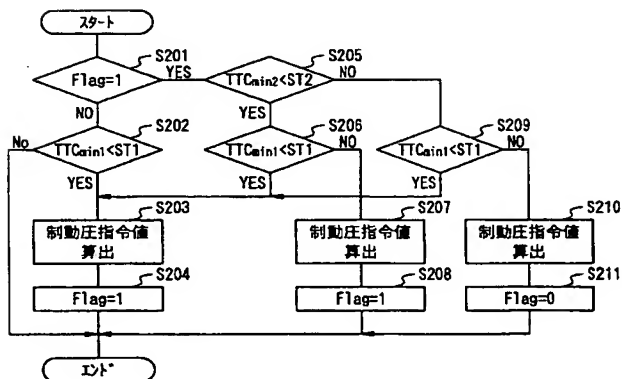 スタート
S201
S205
Flag=1
YES
TTCmin2<ST2
NO
NO
S202
YES
S206
S209
No
TTCmin1<ST1
TTCmin1<ST1
NO
TTCmin1<ST1
NO
YES
YES
YES
S203
S207
S210
制動圧指令値
算出
制動圧指令値
算出
制動圧指令値
算出
S204
S208
S211
Flag=1
Flag=1
Flag=0
エンド